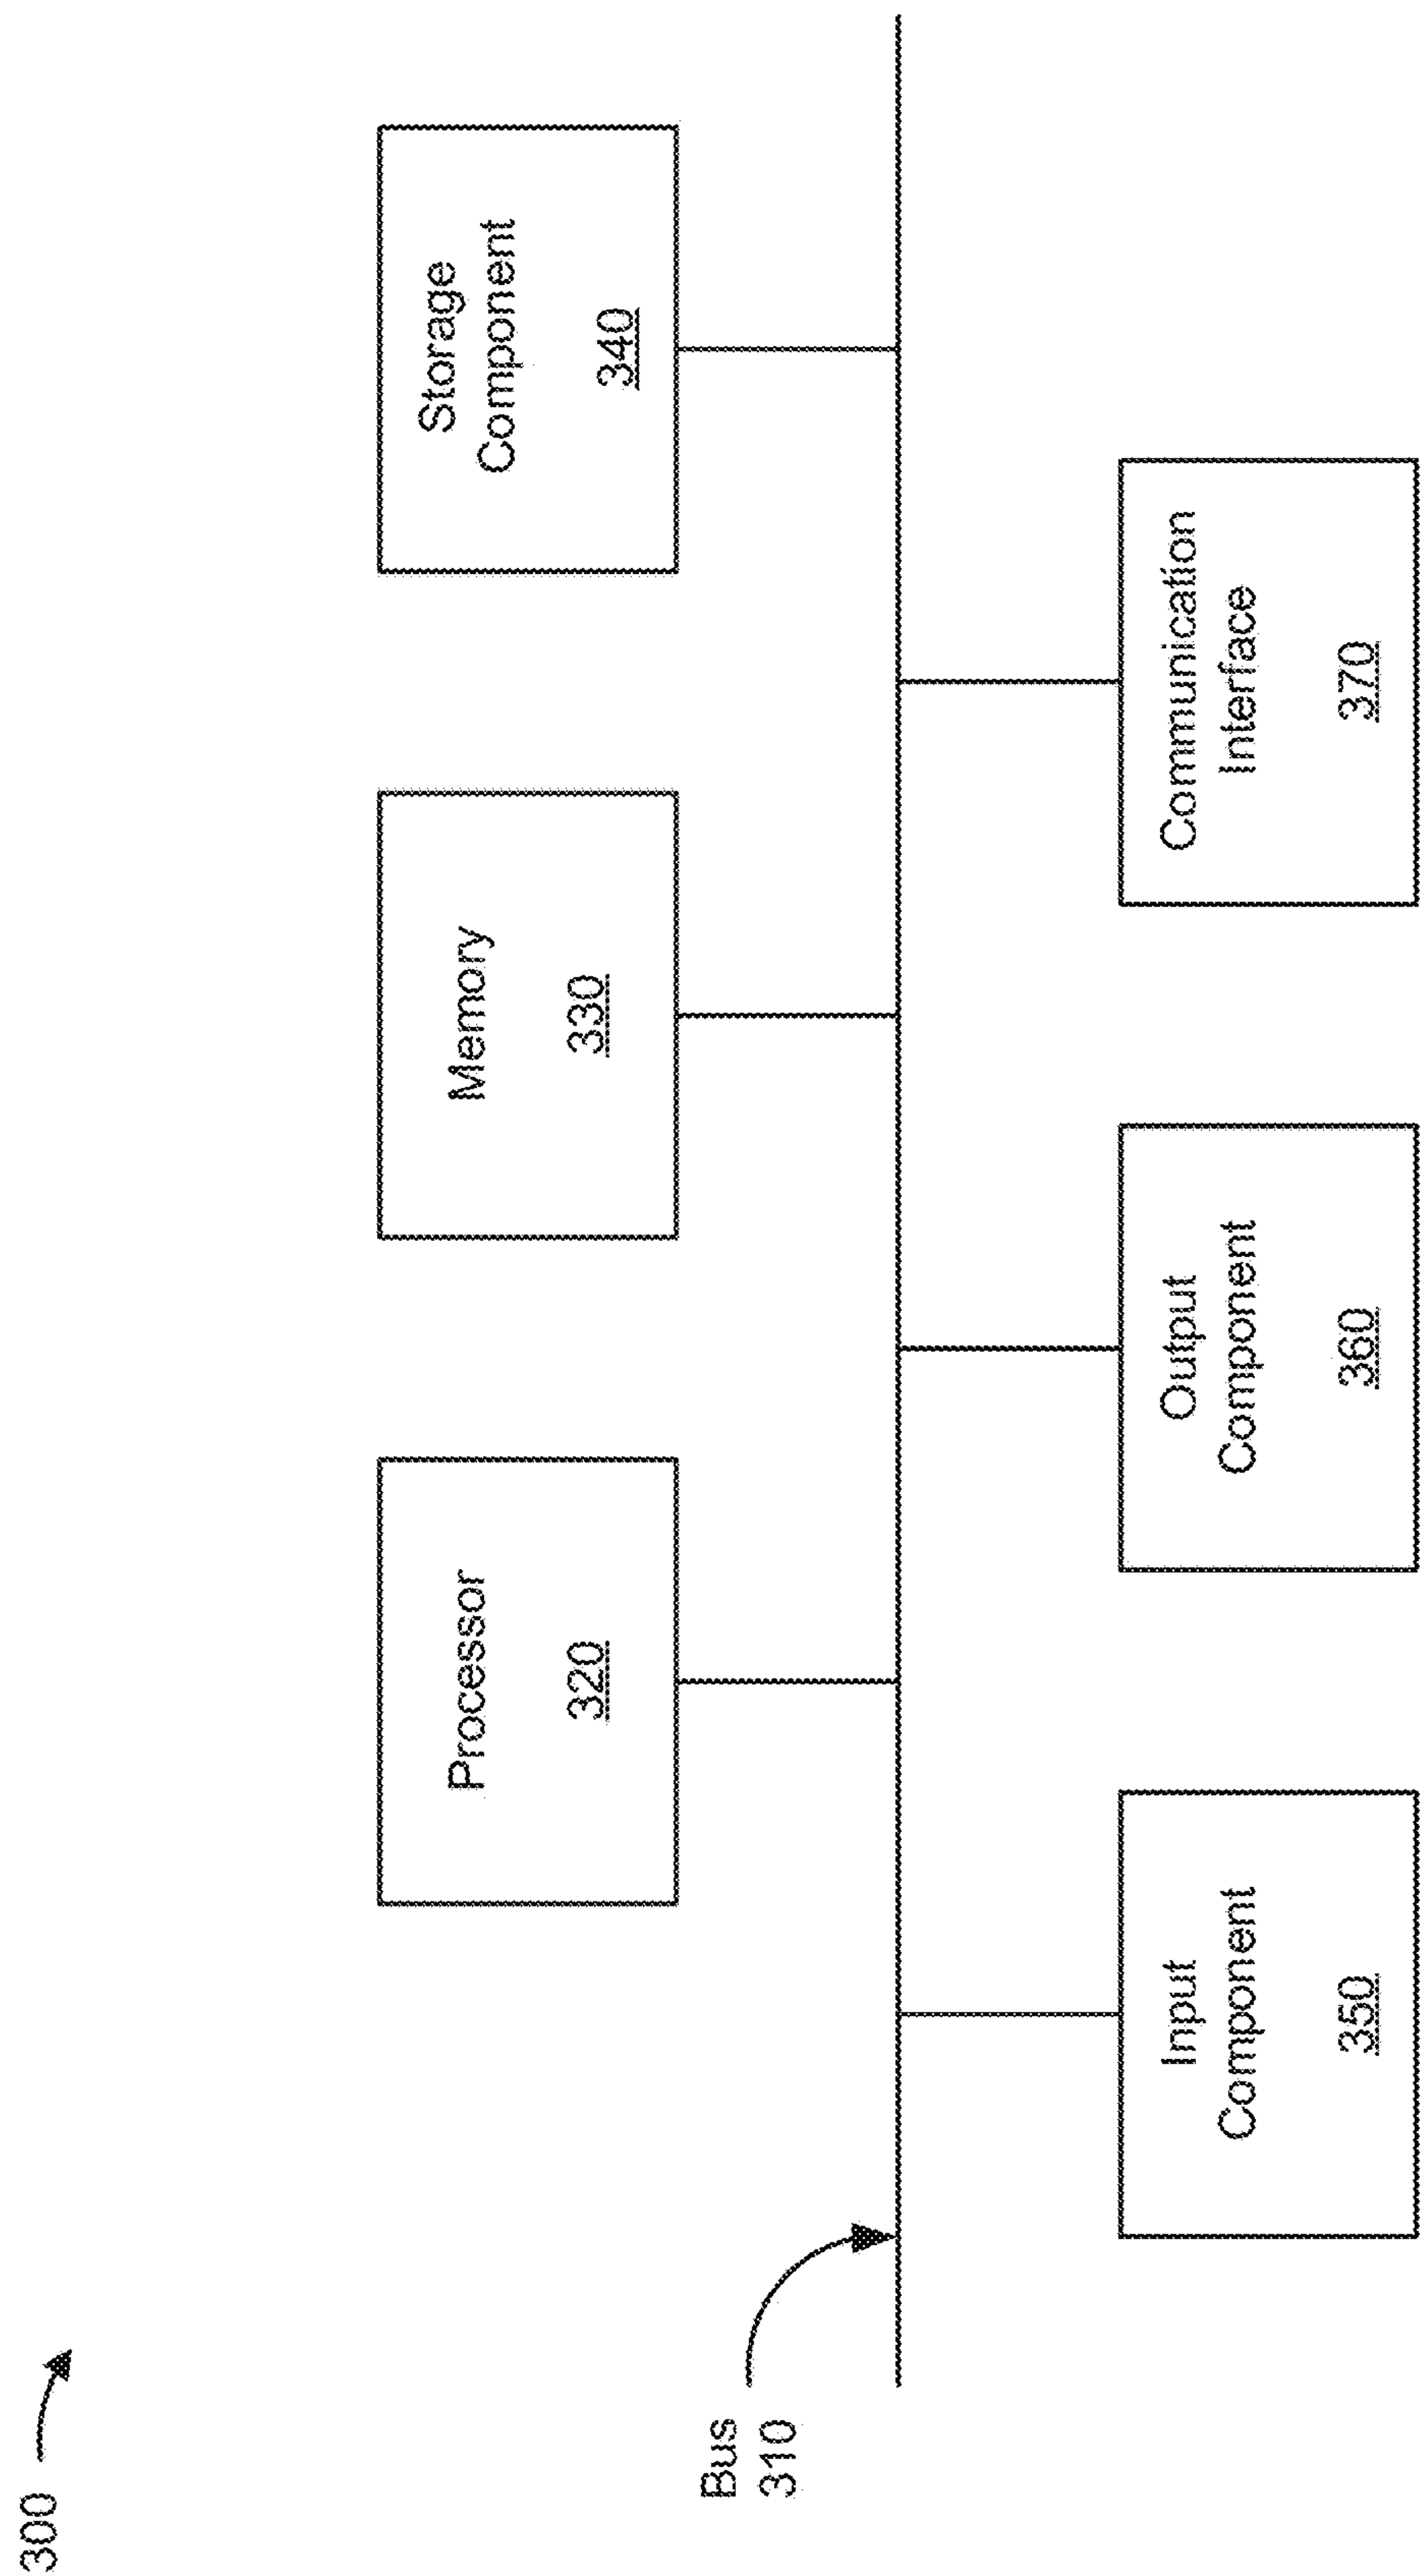 300
Processor
320
Memory
330
Storage
Component
340
Bus
310
Input
Component
350
Output
Component
360
Communication
Interface
370